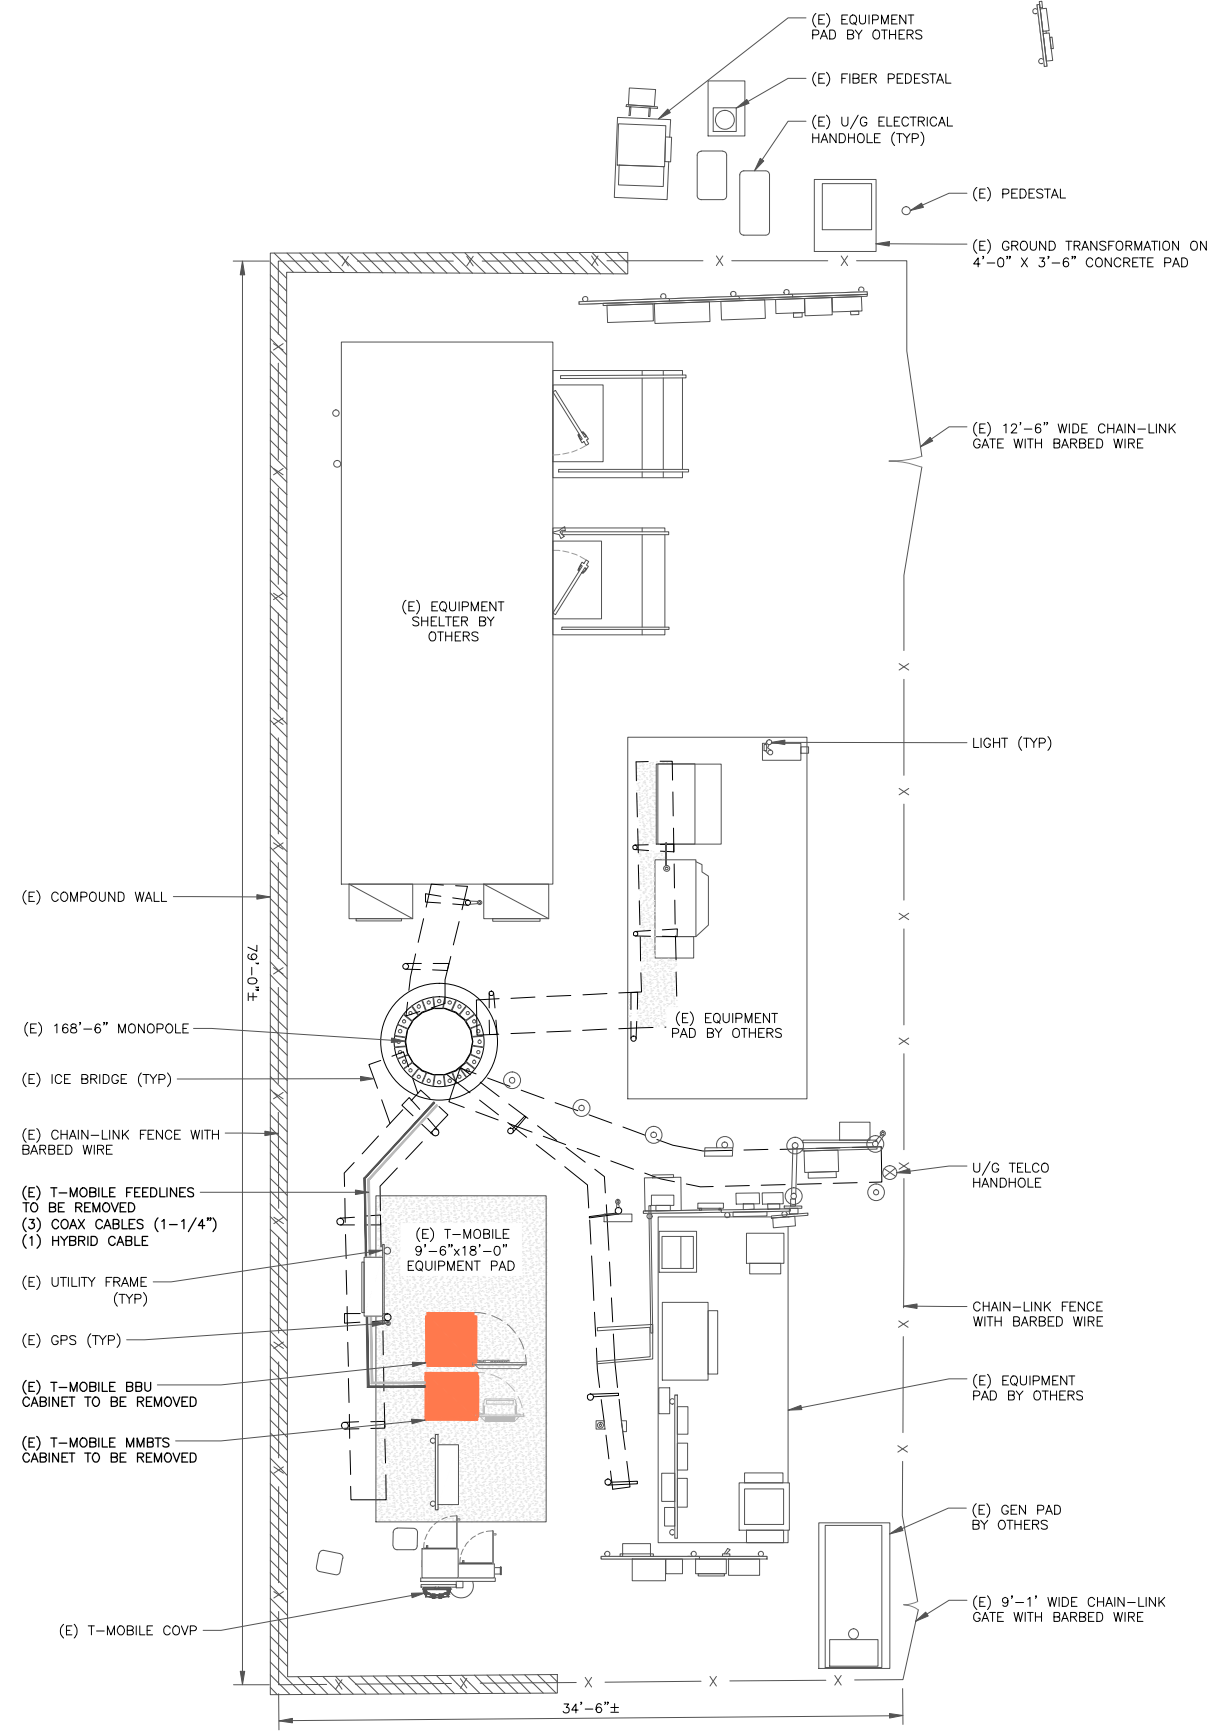 (E) EQUIPMENT
PAD BY OTHERS
(E) FIBER PEDESTAL
(E) U/G ELECTRICAL
HANDHOLE (TYP)
(E) PEDESTAL
(E) GROUND TRANSFORMATION ON
4'-0" X 3'-6" CONCRETE PAD
(E) 12'-6" WIDE CHAIN-LINK
GATE WITH BARBED WIRE
(E) EQUIPMENT
SHELTER BY
OTHERS
LIGHT (TYP)
(E) COMPOUND WALL
79'-0"±
(E) 168'-6" MONOPOLE
(E) EQUIPMENT
PAD BY OTHERS
(E) ICE BRIDGE (TYP)
(E) CHAIN-LINK FENCE WITH
BARBED WIRE
U/G TELCO
HANDHOLE
(E) T-MOBILE FEEDLINES
TO BE REMOVED
(3) COAX CABLES (1-1/4")
(1) HYBRID CABLE
(E) T-MOBILE
9'-6"x18'-0"
EQUIPMENT PAD
(E) UTILITY FRAME
(TYP)
CHAIN-LINK FENCE
WITH BARBED WIRE
(E) GPS (TYP)
(E) T-MOBILE BBU
CABINET TO BE REMOVED
(E) EQUIPMENT
PAD BY OTHERS
(E) T-MOBILE MMBTS
CABINET TO BE REMOVED
(E) GEN PAD
BY OTHERS
(E) 9'-1' WIDE CHAIN-LINK
GATE WITH BARBED WIRE
(E) T-MOBILE COVP
34'-6"±